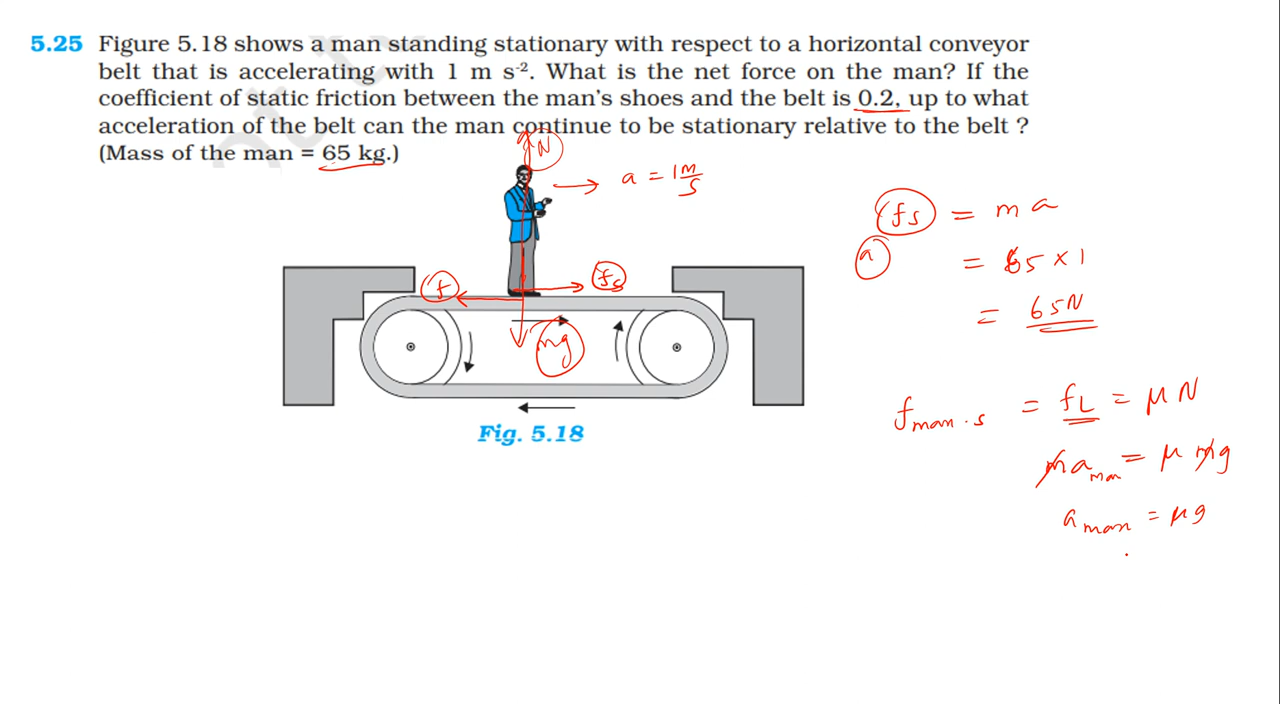 5.25 Figure 5.18 shows a man standing stationary with respect to a horizontal conveyor
belt that is accelerating with 1 m s⁻². What is the net force on the man? If the
coefficient of static friction between the man's shoes and the belt is 0.2, up to what
acceleration of the belt can the man continue to be stationary relative to the belt ?
(Mass of the man = 65 kg.)
N
a = 1 m/s
f
fs
mg
Fig. 5.18
fs = ma
= 65 × 1
= 65N
f max.s = fL = μN
ma max = μ mg
a max = μg